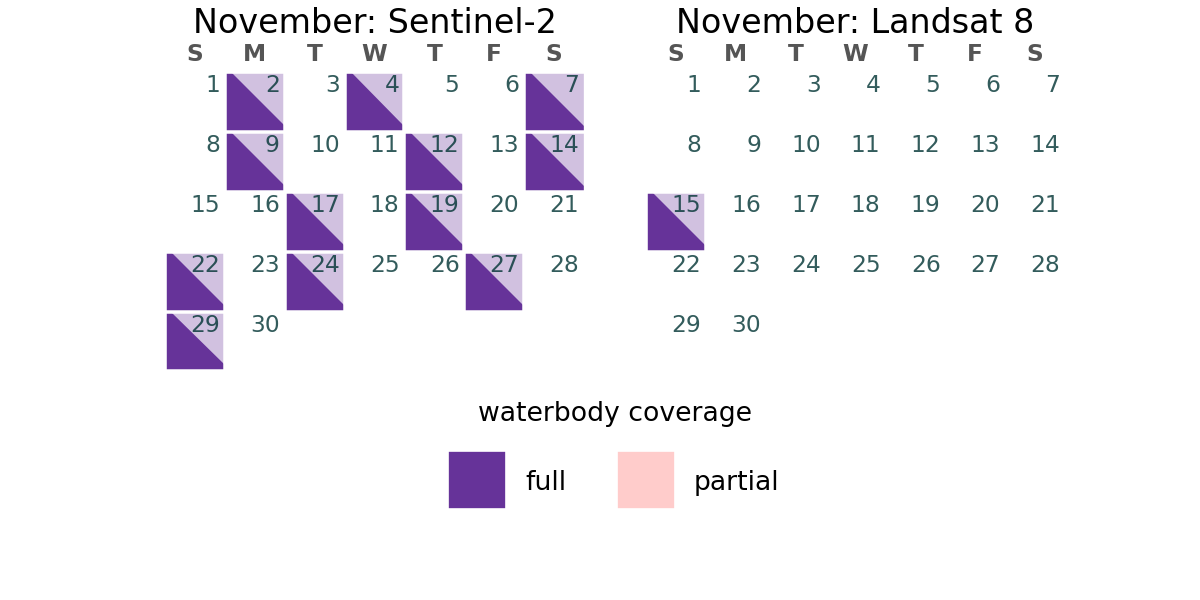 November: Sentinel-2
S M T W T F S
1 2 3 4 5 6 7
8 9 10 11 12 13 14
15 16 17 18 19 20 21
22 23 24 25 26 27 28
29 30
November: Landsat 8
S M T W T F S
1 2 3 4 5 6 7
8 9 10 11 12 13 14
15 16 17 18 19 20 21
22 23 24 25 26 27 28
29 30
waterbody coverage
full partial